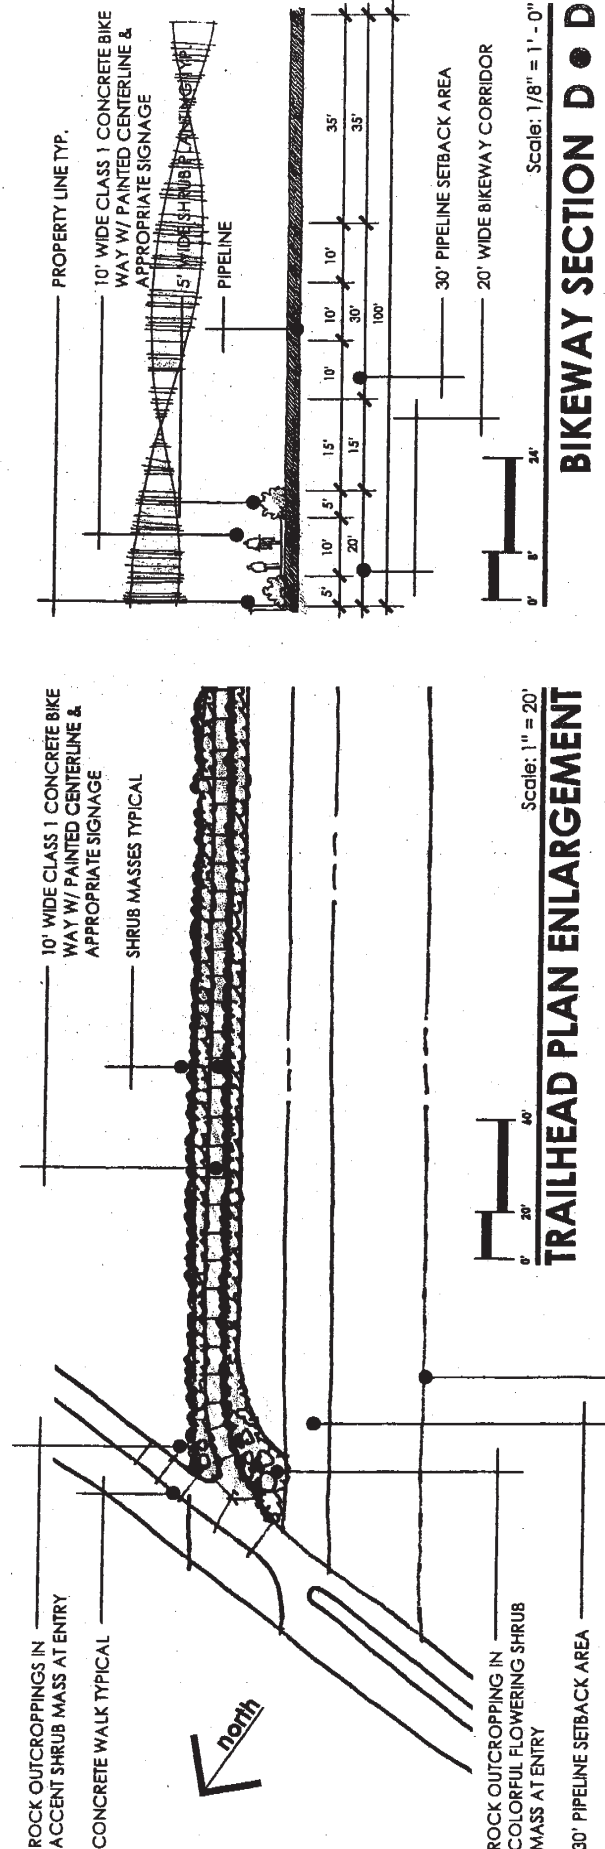 PROPERTY LINE TYP.
10' WIDE CLASS 1 CONCRETE BIKE
WAY W/ PAINTED CENTERLINE &
APPROPRIATE SIGNAGE
5' WIDE SHRUB PLANTING TYP.
PIPELINE
5'
10'
5'
15'
10'
10'
10'
35'
20'
15'
30'
35'
100'
30' PIPELINE SETBACK AREA
20' WIDE BIKEWAY CORRIDOR
0'
8'
24'
Scale: 1/8" = 1' - 0"
BIKEWAY SECTION D • D
10' WIDE CLASS 1 CONCRETE BIKE
WAY W/ PAINTED CENTERLINE &
APPROPRIATE SIGNAGE
SHRUB MASSES TYPICAL
ROCK OUTCROPPINGS IN
ACCENT SHRUB MASS AT ENTRY
CONCRETE WALK TYPICAL
north
ROCK OUTCROPPING IN
COLORFUL FLOWERING SHRUB
MASS AT ENTRY
30' PIPELINE SETBACK AREA
0'
20'
60'
Scale: 1" = 20'
TRAILHEAD PLAN ENLARGEMENT